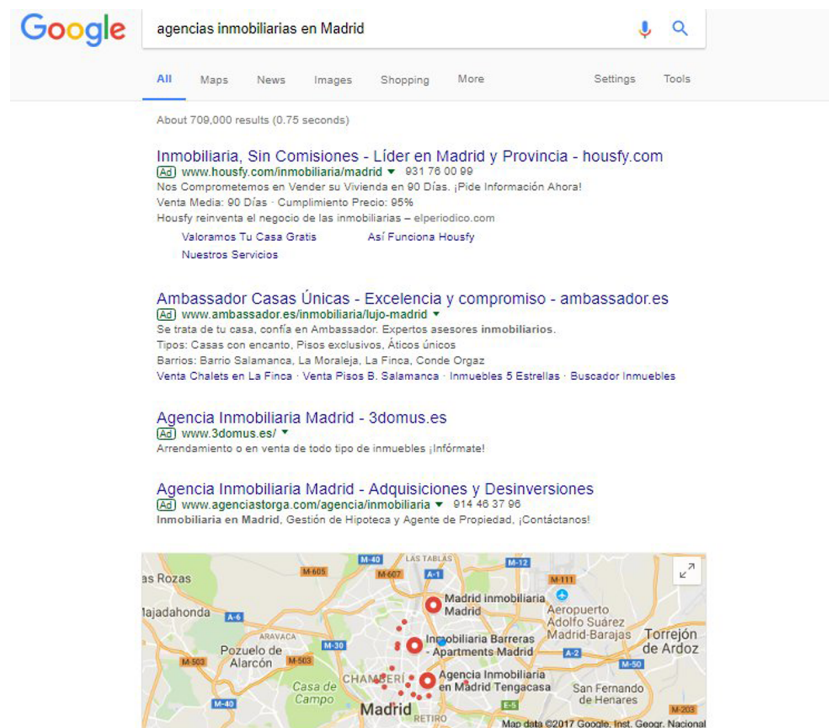 Google
agencias inmobiliarias en Madrid
All Maps News Images Shopping More Settings Tools
About 709,000 results (0.75 seconds)
Inmobiliaria, Sin Comisiones - Líder en Madrid y Provincia - housfy.com
Ad www.housfy.com/inmobiliaria/madrid 931 76 00 99
Nos Comprometemos en Vender su Vivienda en 90 Días. ¡Pide Información Ahora!
Venta Media: 90 Días · Cumplimiento Precio: 95%
Housfy reinventa el negocio de las inmobiliarias – elperiodico.com
Valoramos Tu Casa Gratis Así Funciona Housfy
Nuestros Servicios
Ambassador Casas Únicas - Excelencia y compromiso - ambassador.es
Ad www.ambassador.es/inmobiliaria/lujo-madrid
Se trata de tu casa, confía en Ambassador. Expertos asesores inmobiliarios.
Tipos: Casas con encanto, Pisos exclusivos, Áticos únicos
Barrios: Barrio Salamanca, La Moraleja, La Finca, Conde Orgaz
Venta Chalets en La Finca · Venta Pisos B. Salamanca · Inmuebles 5 Estrellas · Buscador Inmuebles
Agencia Inmobiliaria Madrid - 3domus.es
Ad www.3domus.es/
Arrendamiento o en venta de todo tipo de inmuebles ¡Infórmate!
Agencia Inmobiliaria Madrid - Adquisiciones y Desinversiones
Ad www.agenciastorga.com/agencia/inmobiliaria 914 46 37 96
Inmobiliaria en Madrid, Gestión de Hipoteca y Agente de Propiedad, ¡Contáctanos!
M-40 LAS TABLAS M-12
M-605 M-607 A-1 M-111
as Rozas
Madrid inmobiliaria
Madrid
Majadahonda A-6
Aeropuerto
Adolfo Suárez
Madrid-Barajas
ARAVACA M-30
Inmobiliaria Barreras
- Apartments Madrid
Torrejón
de Ardoz
Pozuelo de
Alarcón
M-503 M-503 A-2 M-50
CHAMBERÍ
Agencia Inmobiliaria
en Madrid Tengacasa
Casa de
Campo
San Fernando
de Henares
M-40 Madrid E-5 M-203
RETIRO
Map data ©2017 Google, Inst. Geogr. Nacional